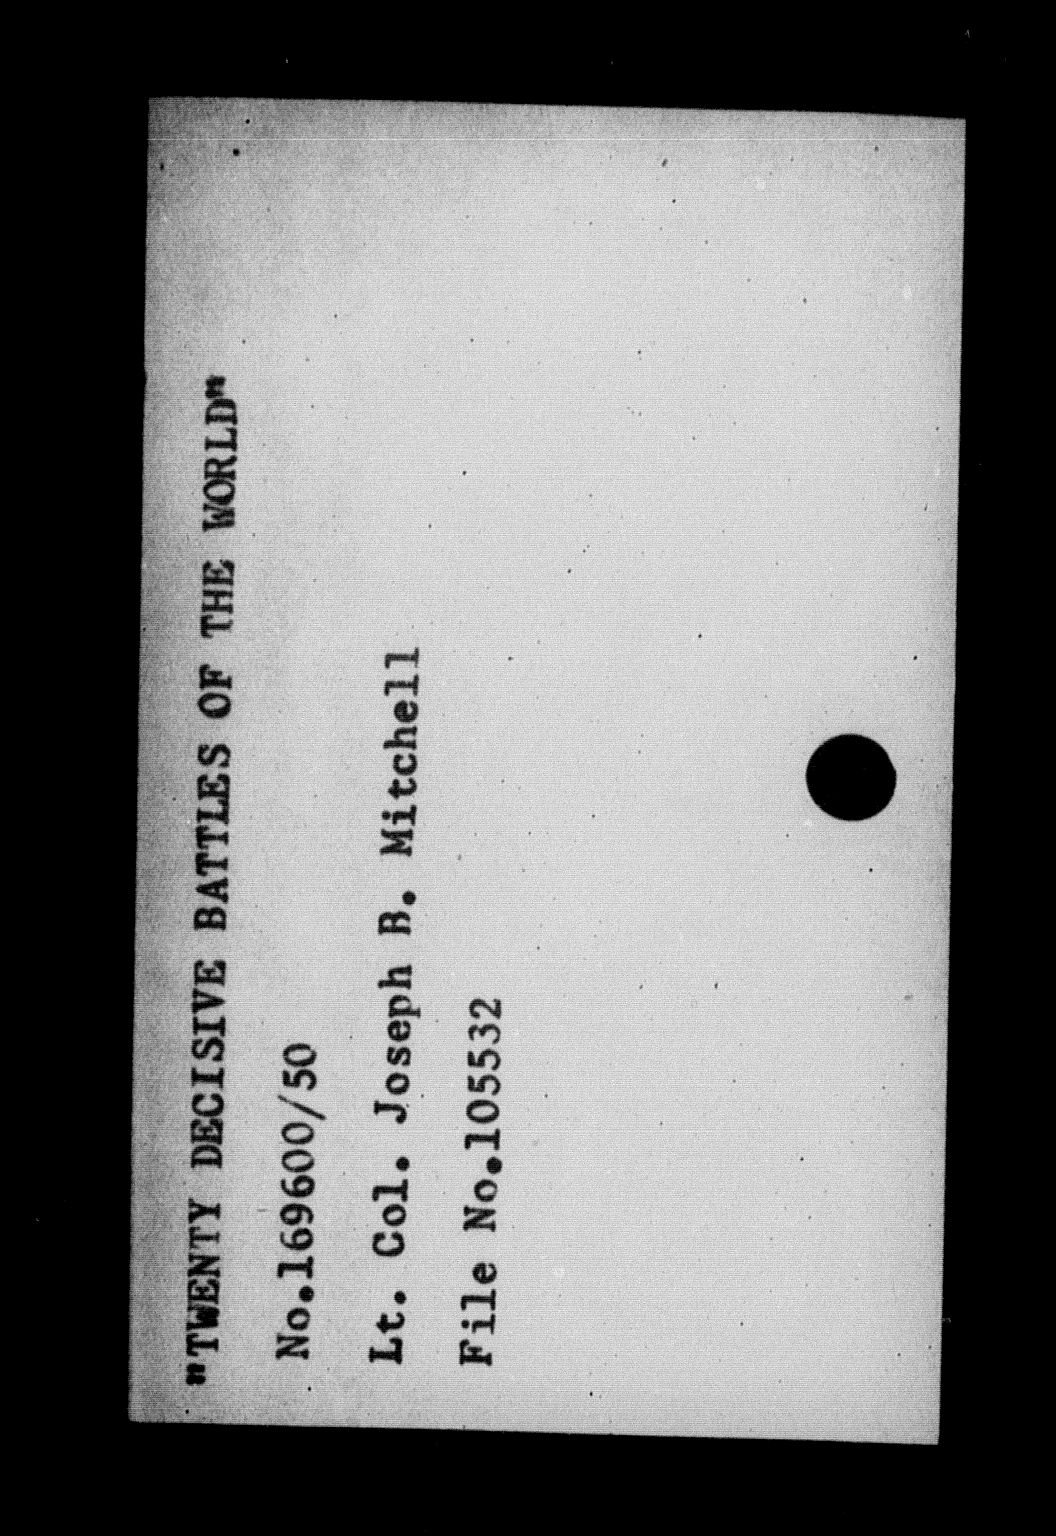 "TWENTY DECISIVE BATTLES OF THE WORLD"
No.169600/50
Lt. Col. Joseph B. Mitchell
File No.105532